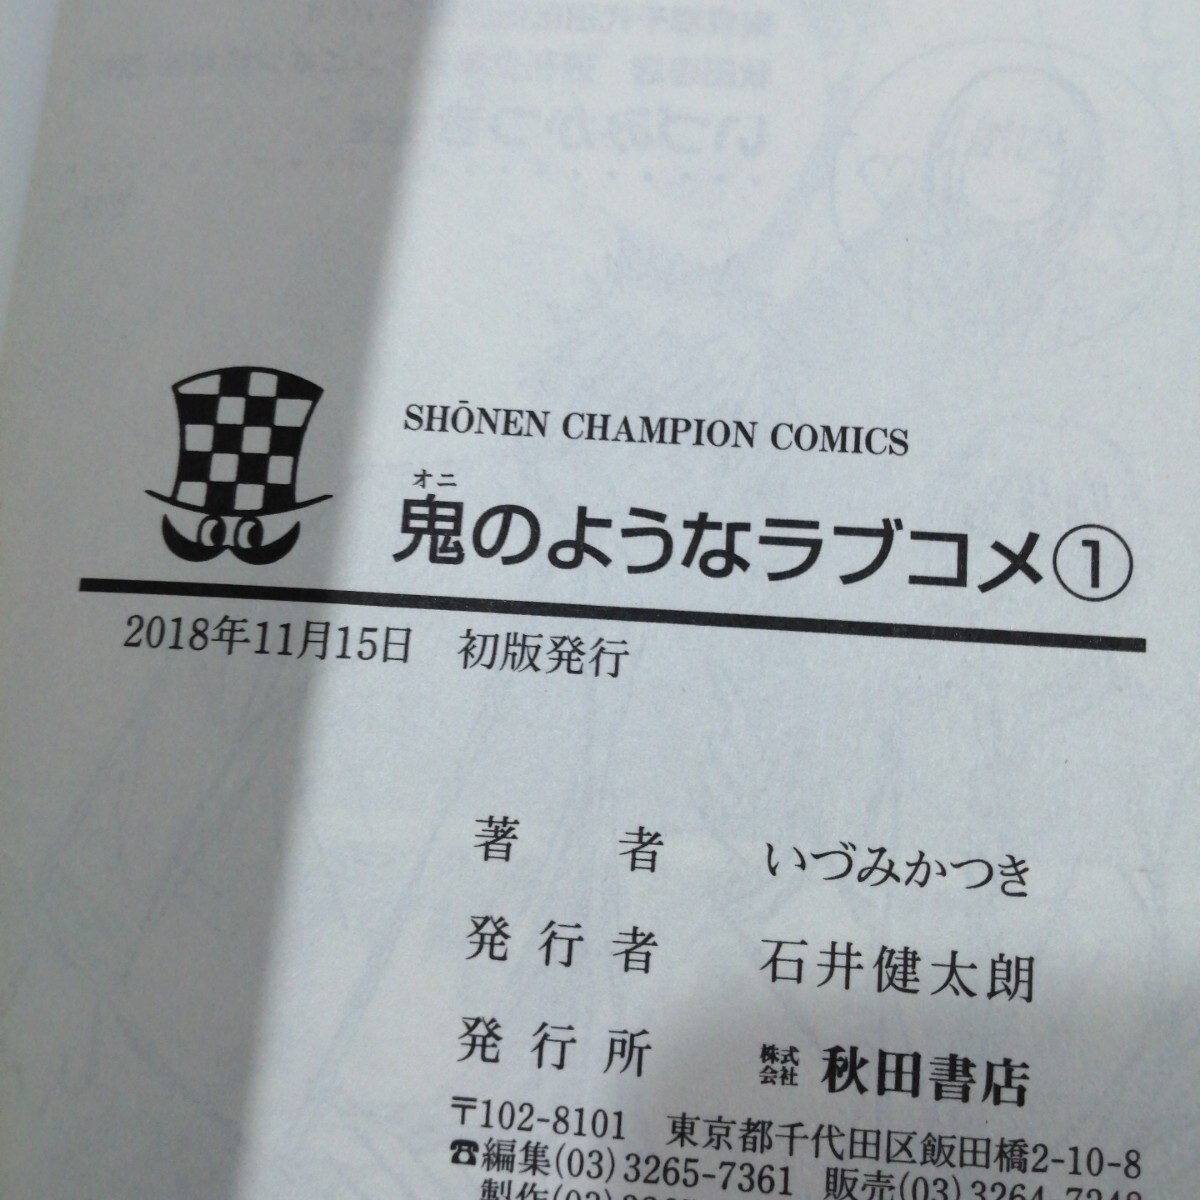 SHŌNEN CHAMPION COMICS
オニ
鬼のようなラブコメ①
2018年11月15日 初版発行
著者 いづみかつき
発行者 石井健太朗
発行所 株式会社 秋田書店
〒102-8101 東京都千代田区飯田橋2-10-8
☎編集(03)3265-7361 販売(03)3264-
製作(03)